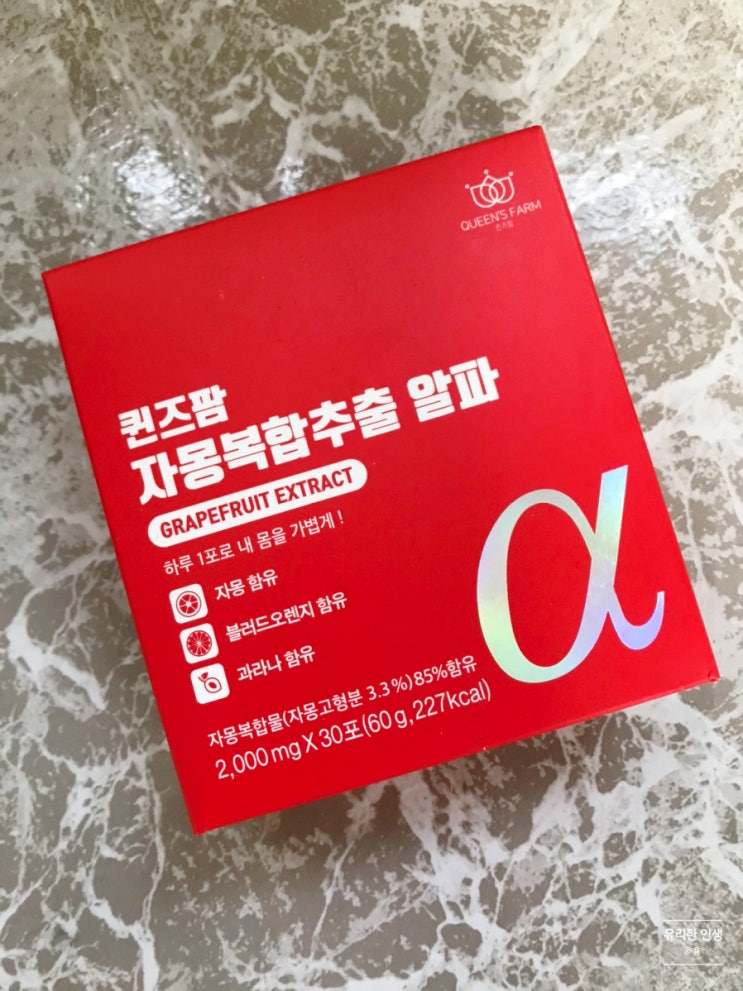 QUEEN'S FARM
퀸즈팜
퀸즈팜
자몽복합추출 알파
GRAPEFRUIT EXTRACT
하루 1포로 내 몸을 가볍게 !
자몽 함유
블러드오렌지 함유
과라나 함유
α
자몽복합물(자몽고형분 3.3%)85%함유
2,000mg X 30포(60g,227kcal)
유리한 인생